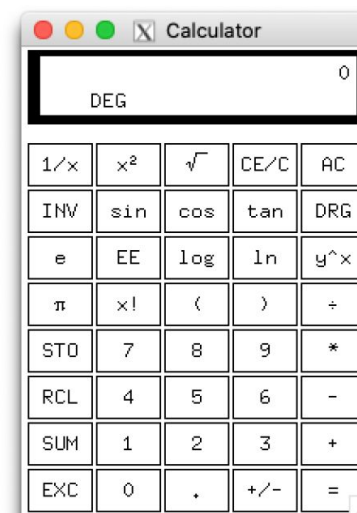 Calculator
0
DEG
1/x x² √ CE/C AC
INV sin cos tan DRG
e EE log ln y^x
π x! ( ) ÷
STO 7 8 9 *
RCL 4 5 6 -
SUM 1 2 3 +
EXC 0 . +/- =